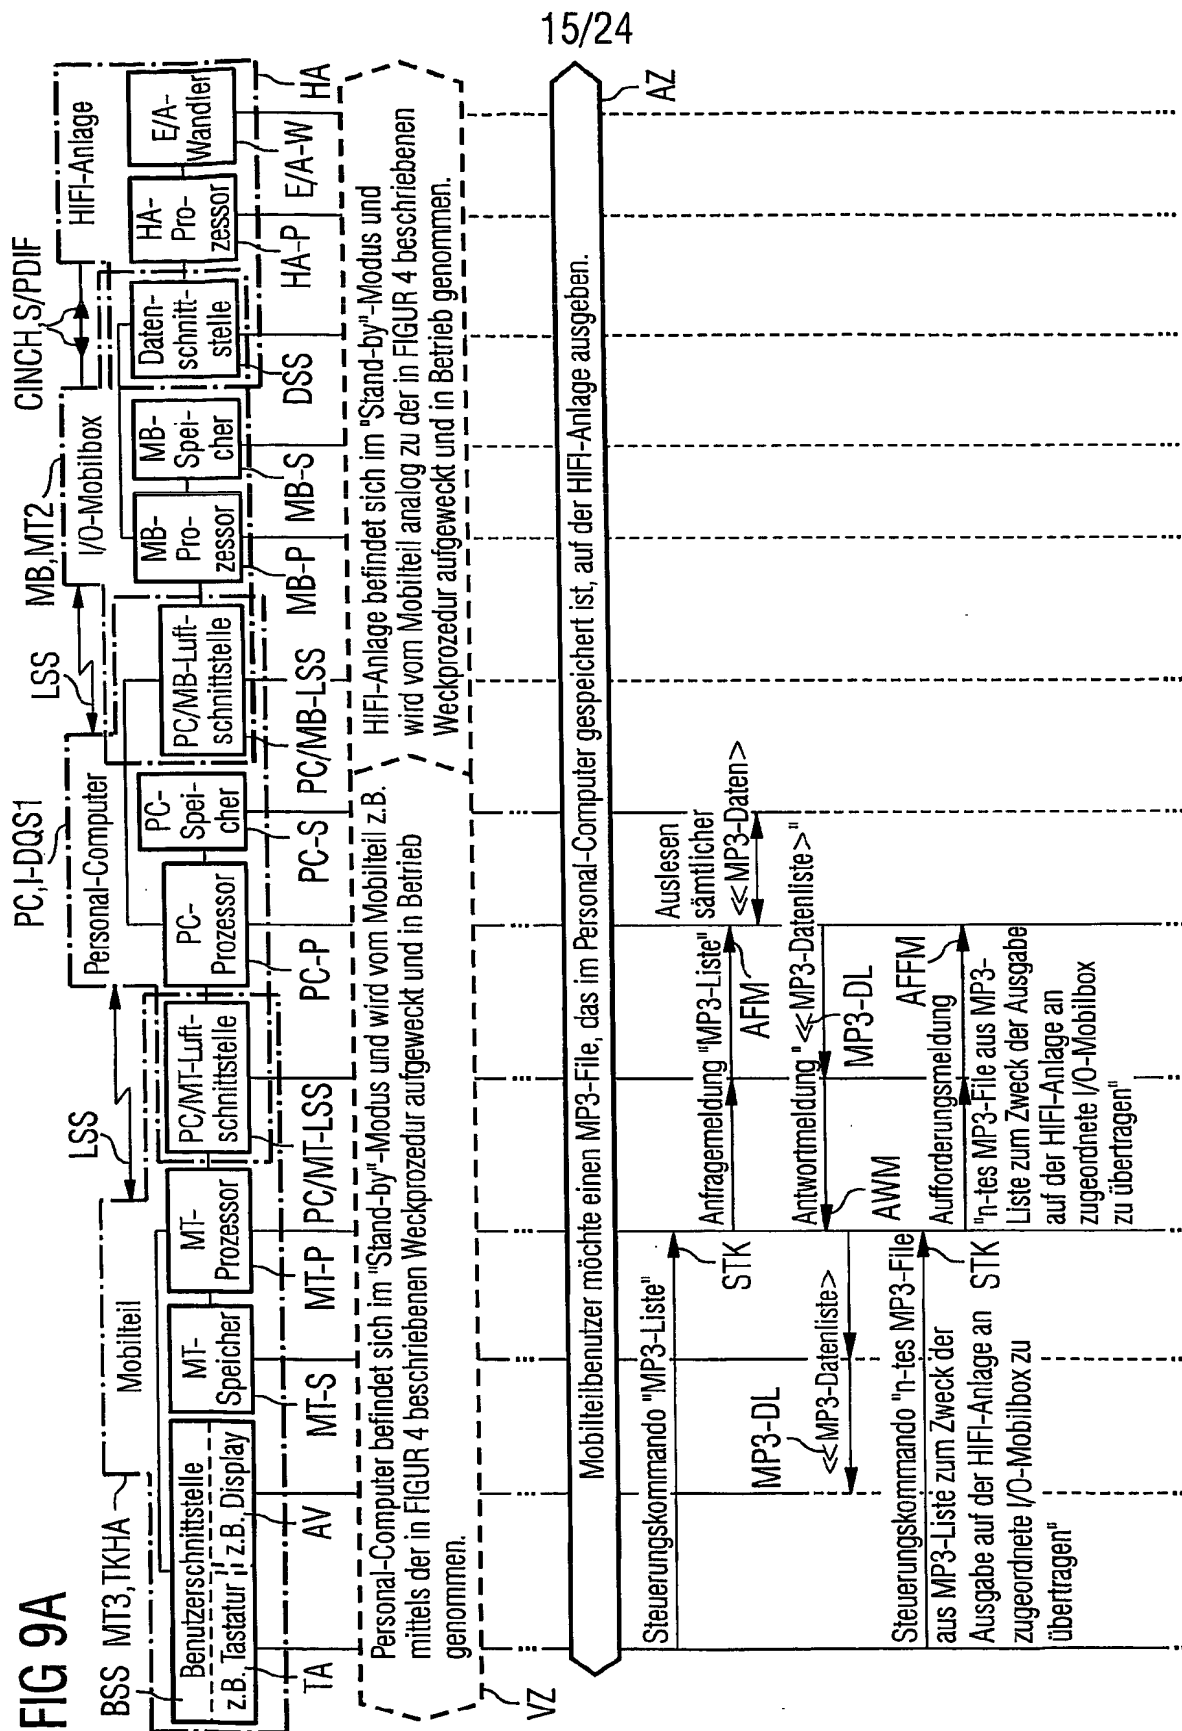 15/24
FIG 9A
BSS
MT3,TKHA
LSS
PC,I-DQS1
LSS
MB,MT2
CINCH,S/PDIF
Mobilteil
Personal-Computer
I/O-Mobilbox
HIFI-Anlage
Benutzerschnittstelle
z.B. Tastatur
z.B. Display
MT-
Speicher
MT-
Prozessor
PC/MT-Luft-
schnittstelle
PC-
Prozessor
PC-
Spei-
cher
PC/MB-Luft-
schnittstelle
MB-
Pro-
zessor
MB-
Spei-
cher
Daten-
schnitt-
stelle
HA-
Pro-
zessor
E/A-
Wandler
TA
AV
MT-S
MT-P
PC/MT-LSS
PC-P
PC-S
PC/MB-LSS
MB-P
MB-S
DSS
HA-P
E/A-W
HA
Personal-Computer befindet sich im "Stand-by"-Modus und wird vom Mobilteil z.B.
mittels der in FIGUR 4 beschriebenen Weckprozedur aufgeweckt und in Betrieb
genommen.
HIFI-Anlage befindet sich im "Stand-by"-Modus und
wird vom Mobilteil analog zu der in FIGUR 4 beschriebenen
Weckprozedur aufgeweckt und in Betrieb genommen.
VZ
Mobilteilbenutzer möchte einen MP3-File, das im Personal-Computer gespeichert ist, auf der HIFI-Anlage ausgeben.
AZ
Steuerungskommando "MP3-Liste"
STK
Anfragemeldung "MP3-Liste"
AFM
Auslesen
sämtlicher
<<MP3-Daten>
Antwortmeldung "<<MP3-Datenliste>"
AWM
MP3-DL
MP3-DL
<<MP3-Datenliste>
Steuerungskommando "n-tes MP3-File
aus MP3-Liste zum Zweck der
Ausgabe auf der HIFI-Anlage an
zugeordnete I/O-Mobilbox zu
übertragen"
STK
Aufforderungsmeldung
"n-tes MP3-File aus MP3-
Liste zum Zweck der Ausgabe
auf der HIFI-Anlage an
zugeordnete I/O-Mobilbox
zu übertragen"
AFFM